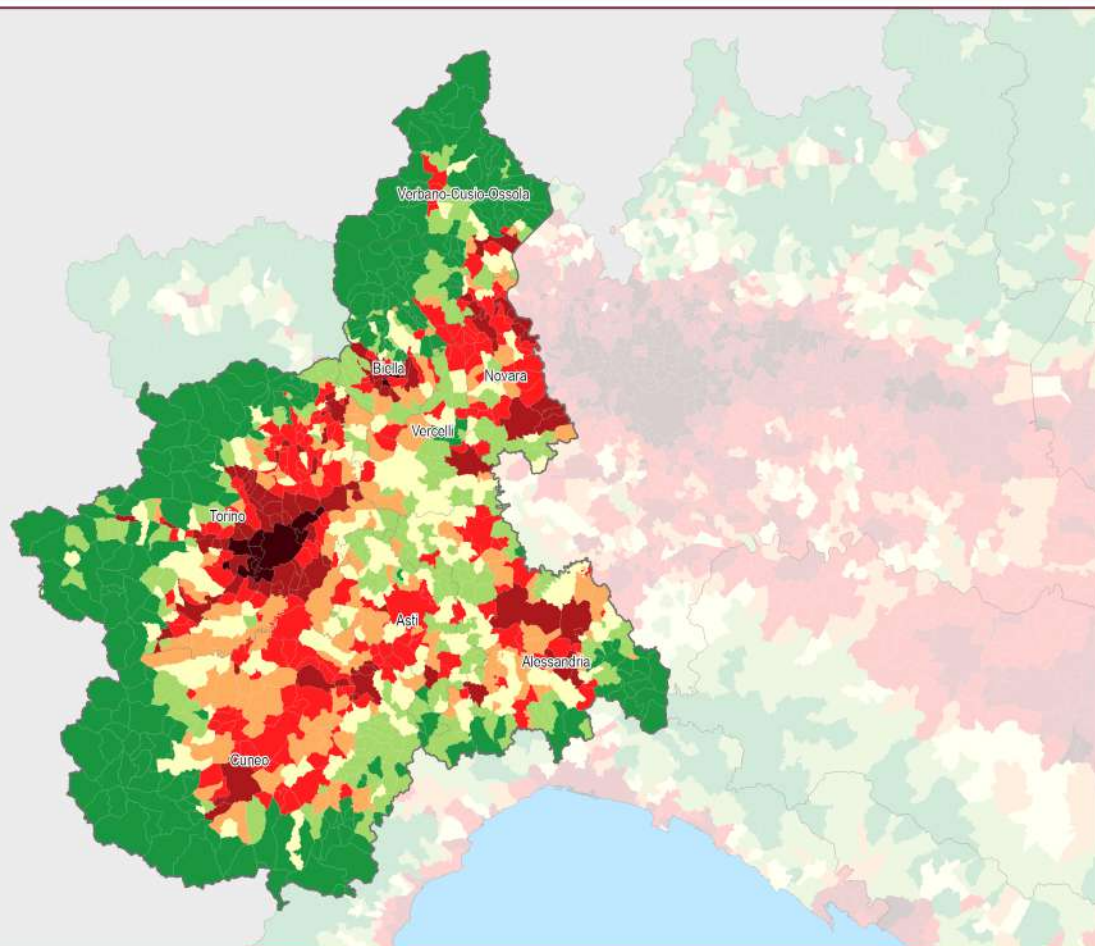 Verbano-Cusio-Ossola
Biella
Novara
Vercelli
Torino
Asti
Alessandria
Cuneo